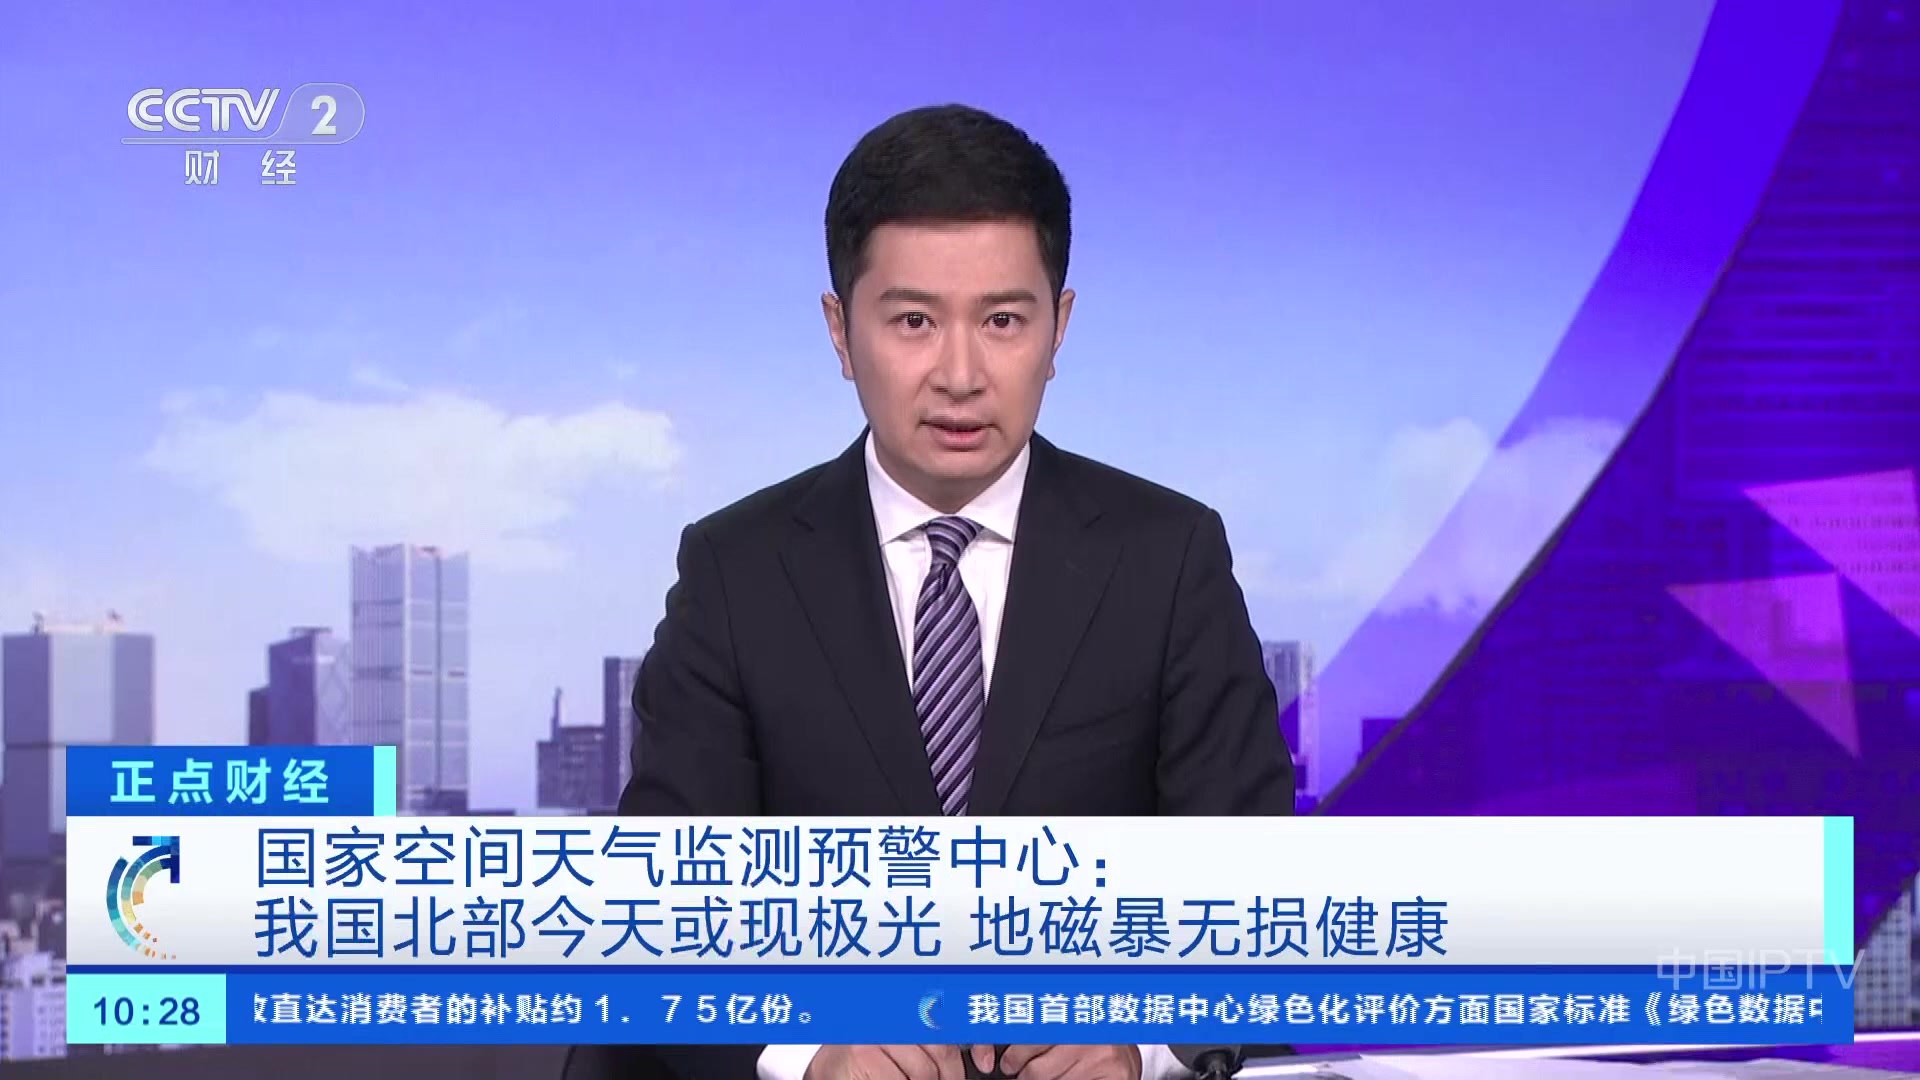 CCTV 2
财 经
正点财经
国家空间天气监测预警中心：
我国北部今天或现极光 地磁暴无损健康
中国IPTV
10:28
直达消费者的补贴约1．75亿份。 我国首部数据中心绿色化评价方面国家标准《绿色数据